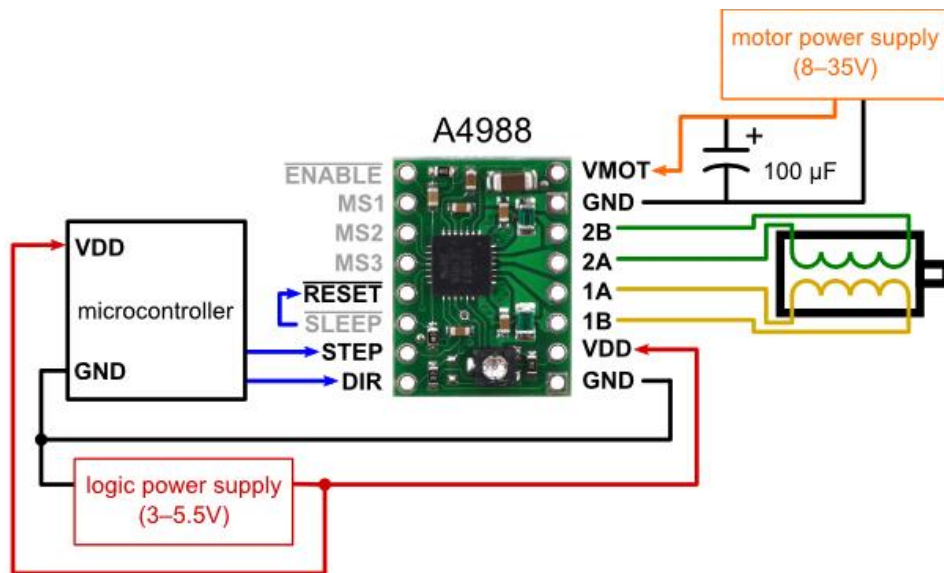 motor power supply
(8–35V)
A4988
+
100 µF
ENABLE
MS1
MS2
MS3
RESET
SLEEP
STEP
DIR
VMOT
GND
2B
2A
1A
1B
VDD
GND
VDD
microcontroller
GND
logic power supply
(3–5.5V)